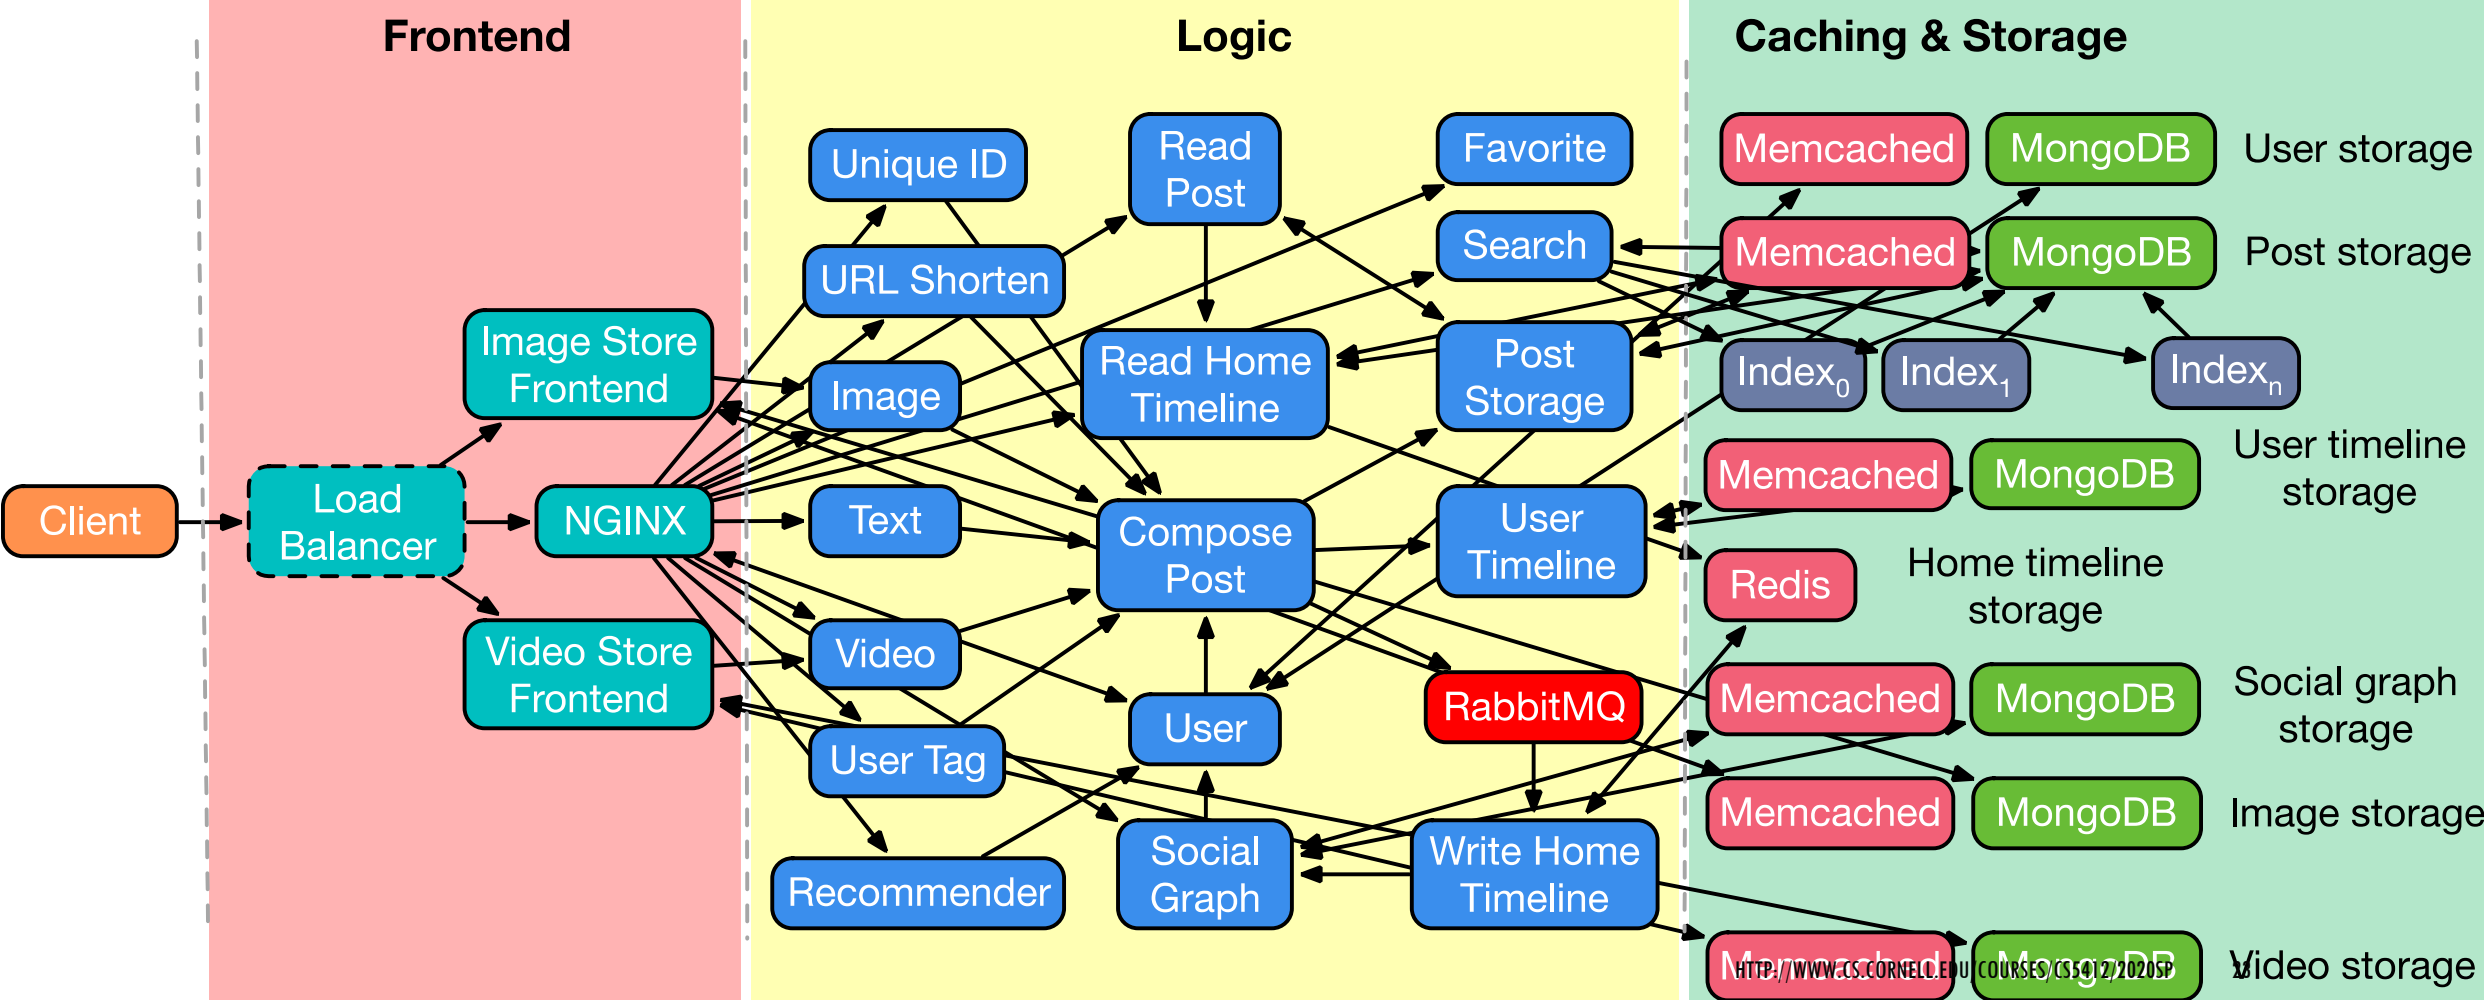 Frontend
Logic
Caching & Storage
Client
Load
Balancer
Image Store
Frontend
NGINX
Video Store
Frontend
Unique ID
URL Shorten
Image
Text
Video
User Tag
Recommender
Read
Post
Read Home
Timeline
Compose
Post
User
Social
Graph
Favorite
Search
Post
Storage
User
Timeline
RabbitMQ
Write Home
Timeline
Memcached
MongoDB
User storage
Memcached
MongoDB
Post storage
Index0
Index1
Indexn
Memcached
MongoDB
User timeline
storage
Redis
Home timeline
storage
Memcached
MongoDB
Social graph
storage
Memcached
MongoDB
Image storage
Memcached
MongoDB
Video storage
HTTP://WWW.CS.CORNELL.EDU/COURSES/CS5412/2020SP
23